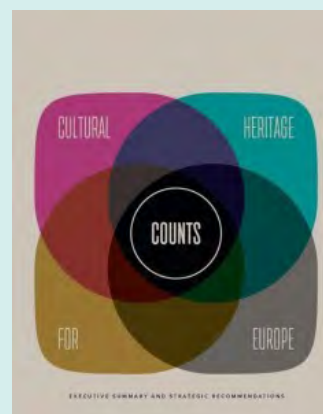 CULTURAL HERITAGE
COUNTS
FOR EUROPE
EXECUTIVE SUMMARY AND STRATEGIC RECOMMENDATIONS